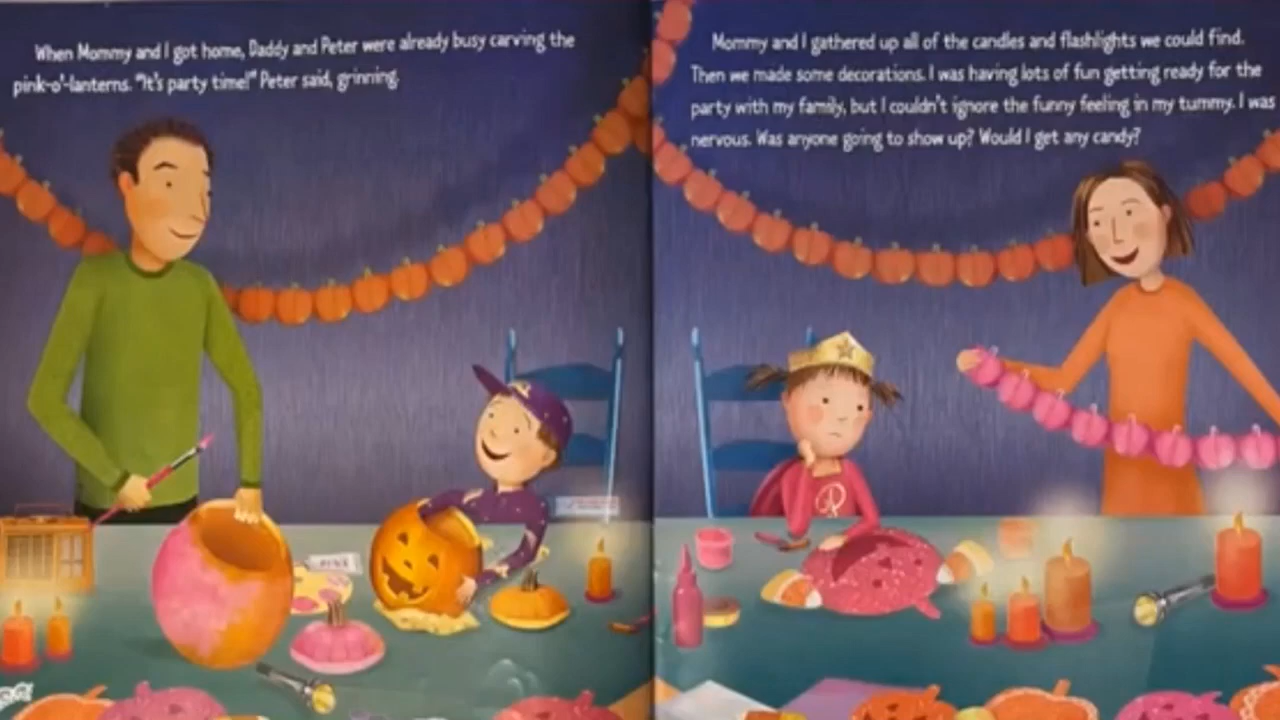 When Mommy and I got home, Daddy and Peter were already busy carving the
pink-o'-lanterns. "It's party time!" Peter said, grinning.
Mommy and I gathered up all of the candles and flashlights we could find.
Then we made some decorations. I was having lots of fun getting ready for the
party with my family, but I couldn't ignore the funny feeling in my tummy. I was
nervous. Was anyone going to show up? Would I get any candy?
R
PINK